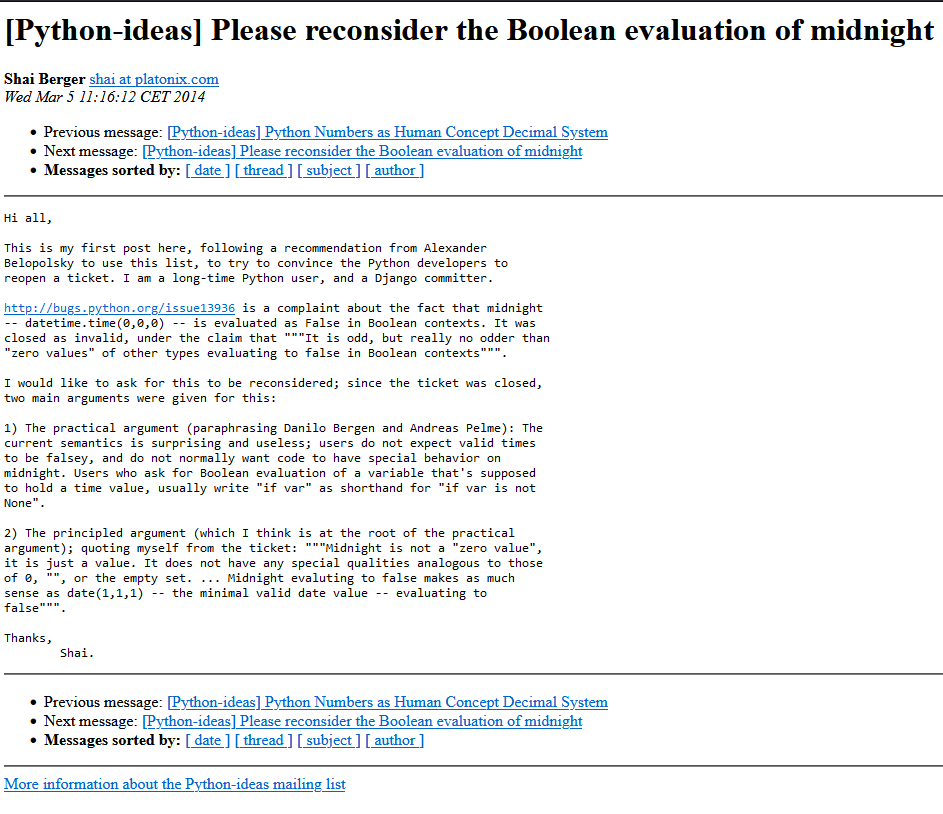 [Python-ideas] Please reconsider the Boolean evaluation of midnight
Shai Berger shai at platonix.com
Wed Mar 5 11:16:12 CET 2014
• Previous message: [Python-ideas] Python Numbers as Human Concept Decimal System
• Next message: [Python-ideas] Please reconsider the Boolean evaluation of midnight
• Messages sorted by: [ date ] [ thread ] [ subject ] [ author ]
Hi all,
This is my first post here, following a recommendation from Alexander
Belopolsky to use this list, to try to convince the Python developers to
reopen a ticket. I am a long-time Python user, and a Django committer.
http://bugs.python.org/issue13936 is a complaint about the fact that midnight
-- datetime.time(0,0,0) -- is evaluated as False in Boolean contexts. It was
closed as invalid, under the claim that """It is odd, but really no odder than
"zero values" of other types evaluating to false in Boolean contexts""".
I would like to ask for this to be reconsidered; since the ticket was closed,
two main arguments were given for this:
1) The practical argument (paraphrasing Danilo Bergen and Andreas Pelme): The
current semantics is surprising and useless; users do not expect valid times
to be falsey, and do not normally want code to have special behavior on
midnight. Users who ask for Boolean evaluation of a variable that's supposed
to hold a time value, usually write "if var" as shorthand for "if var is not
None".
2) The principled argument (which I think is at the root of the practical
argument); quoting myself from the ticket: """Midnight is not a "zero value",
it is just a value. It does not have any special qualities analogous to those
of 0, "", or the empty set. ... Midnight evaluting to false makes as much
sense as date(1,1,1) -- the minimal valid date value -- evaluating to
false""".
Thanks,
Shai.
• Previous message: [Python-ideas] Python Numbers as Human Concept Decimal System
• Next message: [Python-ideas] Please reconsider the Boolean evaluation of midnight
• Messages sorted by: [ date ] [ thread ] [ subject ] [ author ]
More information about the Python-ideas mailing list